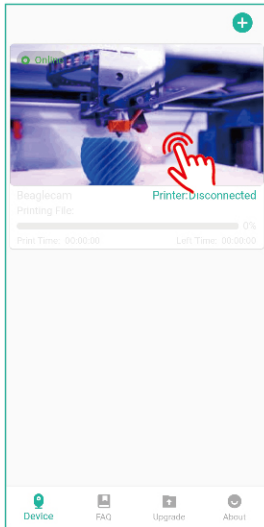 Online
Beaglecam Printer:Disconnected
Printing File:
0%
Print Time: 00:00:00 Left Time: 00:00:00
Device FAQ Upgrade About